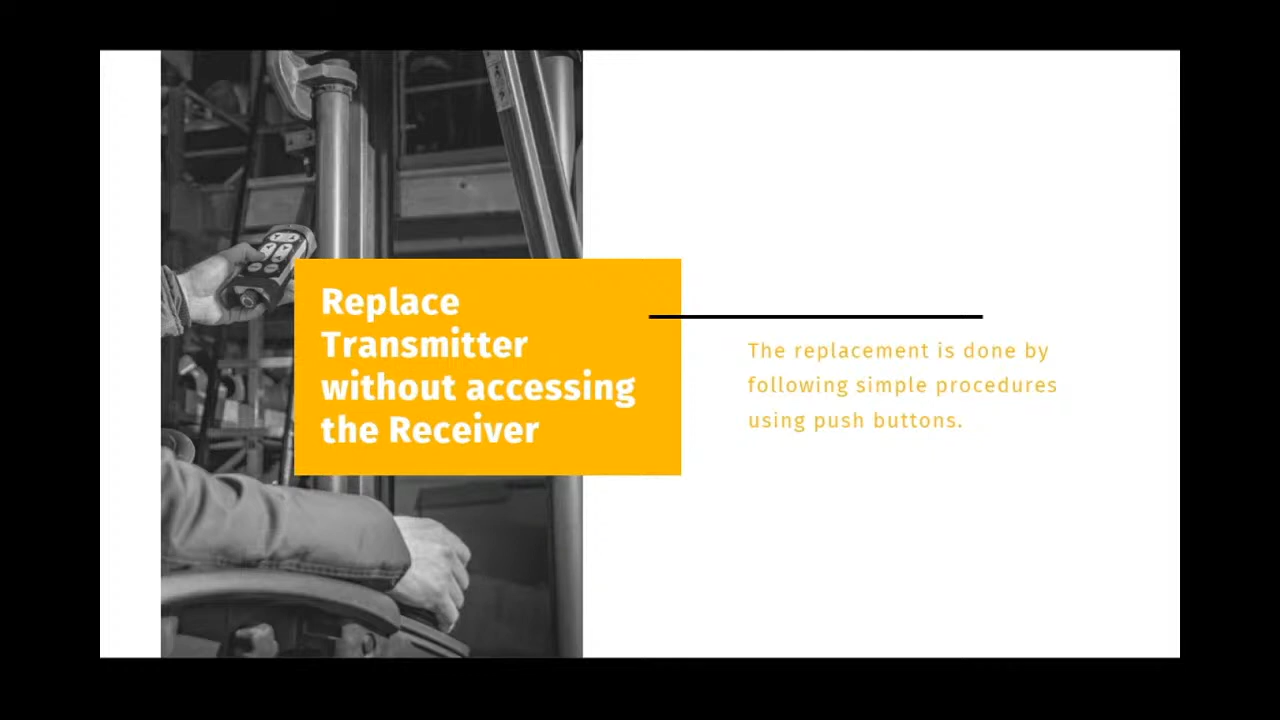 Replace
Transmitter
without accessing
the Receiver
The replacement is done by
following simple procedures
using push buttons.